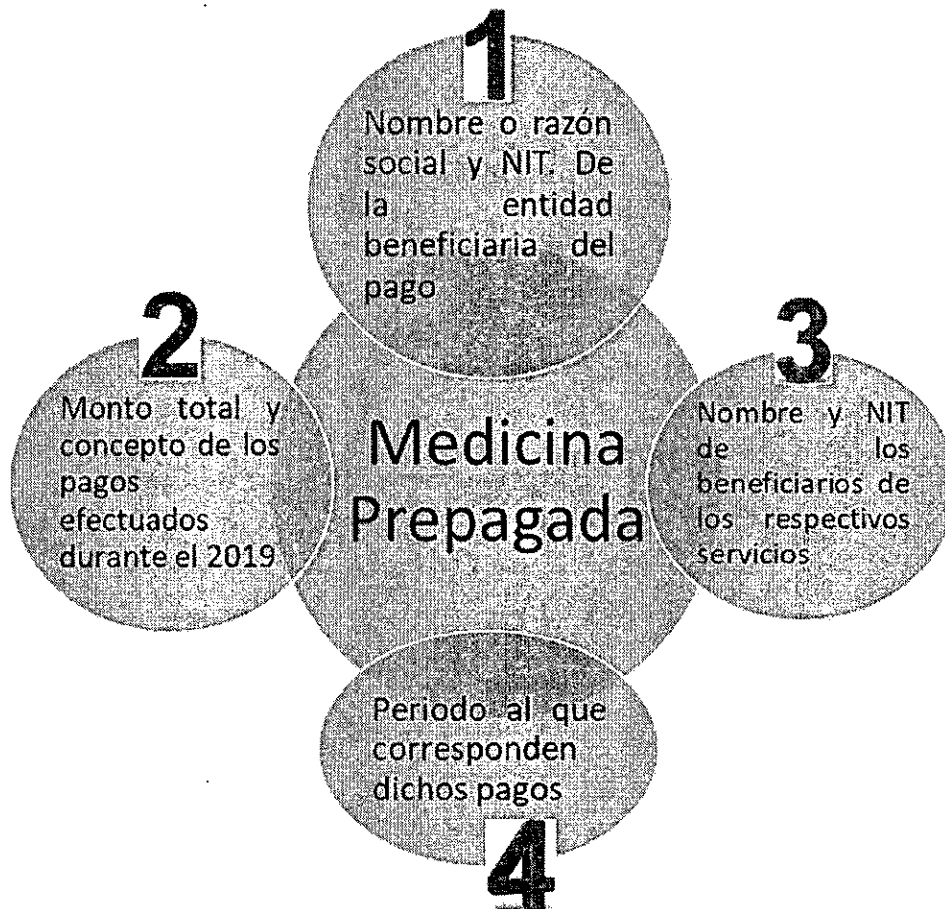 1
Nombre o razón
social y NIT. De
la entidad
beneficiaria del
pago
2
Monto total y
concepto de los
pagos
efectuados
durante el 2019
Medicina
Prepagada
3
Nombre y NIT
de los
beneficiarios de
los respectivos
servicios
Periodo al que
corresponden
dichos pagos
4